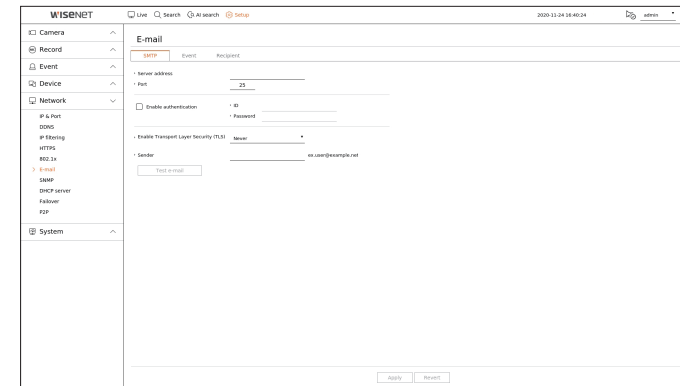 WISENET
Live Search AI search Setup
2020-11-24 16:40:24
admin
Camera
Record
Event
Device
Network
IP & Port
DDNS
IP filtering
HTTPS
802.1x
E-mail
SNMP
DHCP server
Failover
P2P
System
E-mail
SMTP Event Recipient
Server address
Port 25
Enable authentication
ID
Password
Enable Transport Layer Security (TLS) Never
Sender ex.user@example.net
Test e-mail
Apply Revert